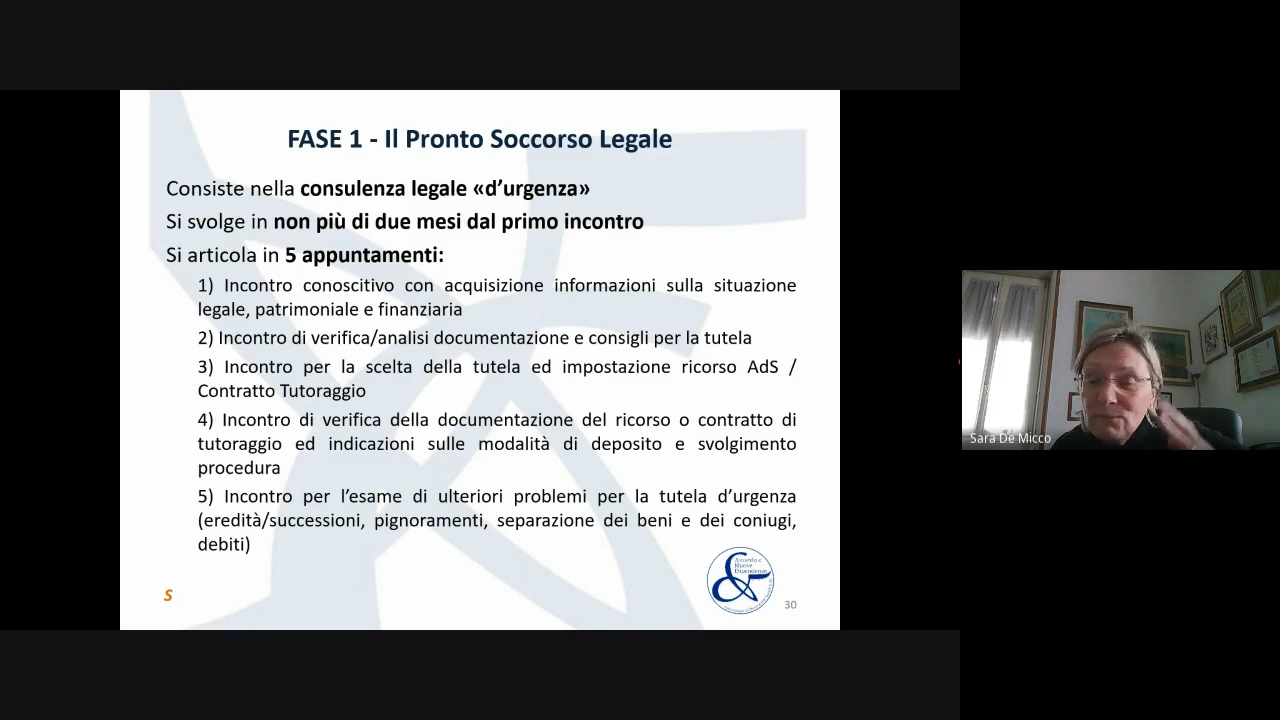 FASE 1 - Il Pronto Soccorso Legale
Consiste nella consulenza legale «d’urgenza»
Si svolge in non più di due mesi dal primo incontro
Si articola in 5 appuntamenti:
1) Incontro conoscitivo con acquisizione informazioni sulla situazione
legale, patrimoniale e finanziaria
2) Incontro di verifica/analisi documentazione e consigli per la tutela
3) Incontro per la scelta della tutela ed impostazione ricorso AdS /
Contratto Tutoraggio
4) Incontro di verifica della documentazione del ricorso o contratto di
tutoraggio ed indicazioni sulle modalità di deposito e svolgimento
procedura
5) Incontro per l’esame di ulteriori problemi per la tutela d’urgenza
(eredità/successioni, pignoramenti, separazione dei beni e dei coniugi,
debiti)
Azzardo e
Nuove
Dipendenze
S
30
Sara De Micco